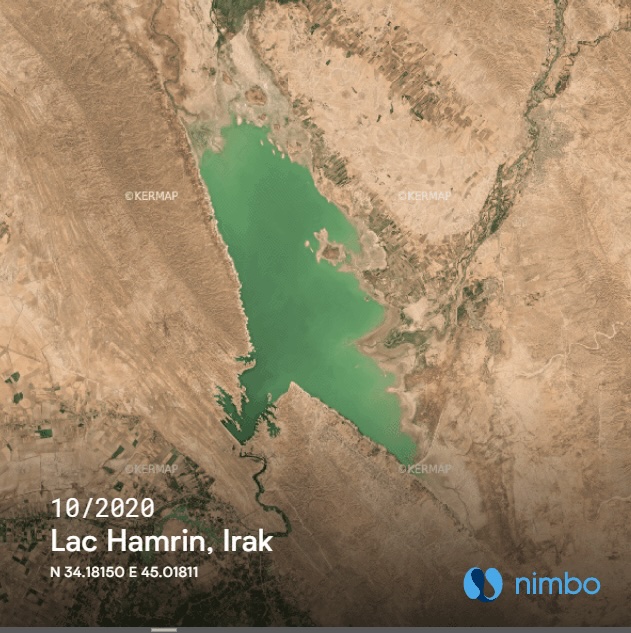 ©KERMAP ©KERMAP
©KERMAP ©KERMAP
10/2020
Lac Hamrin, Irak
N 34.18150 E 45.01811
nimbo